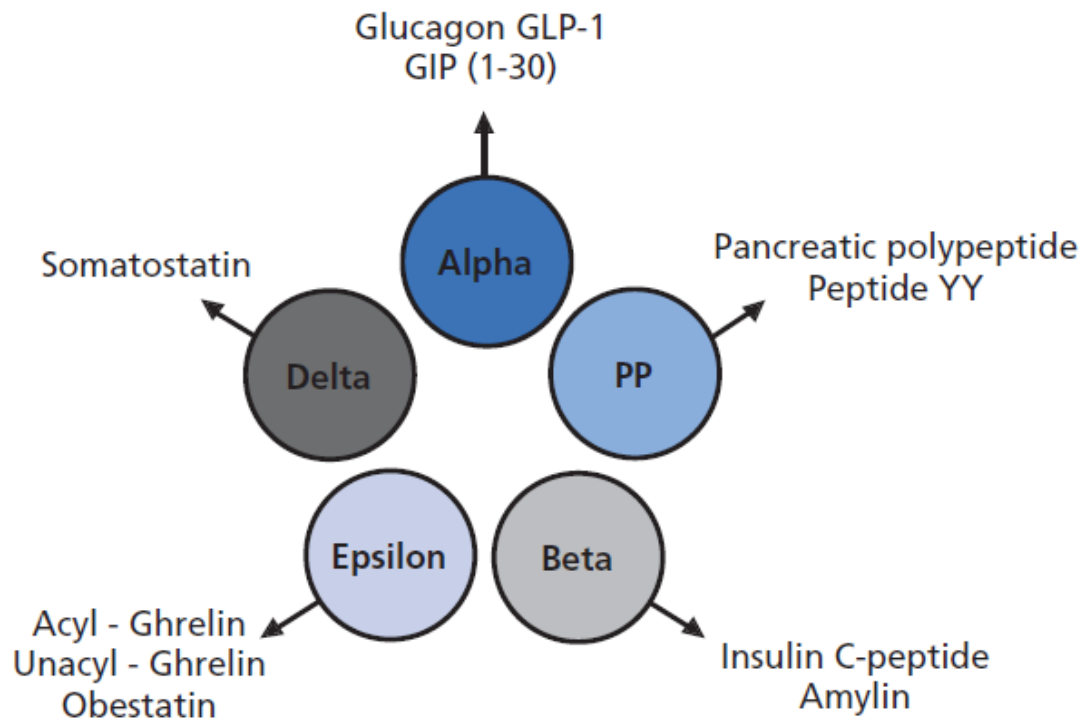 Glucagon GLP-1
GIP (1-30)
Alpha
Somatostatin
Pancreatic polypeptide
Peptide YY
Delta
PP
Epsilon
Beta
Acyl - Ghrelin
Unacyl - Ghrelin
Obestatin
Insulin C-peptide
Amylin